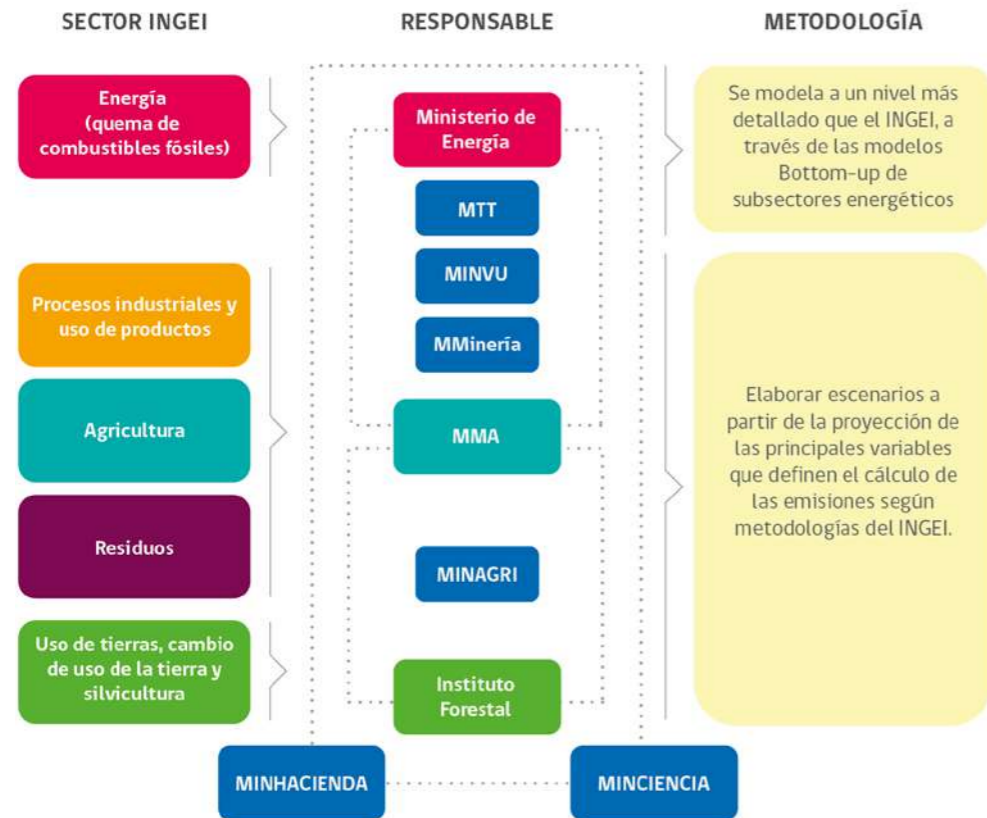 SECTOR INGEI
RESPONSABLE
METODOLOGÍA
Energía
(quema de
combustibles fósiles)
Ministerio de
Energía
Se modela a un nivel más
detallado que el INGEI, a
través de las modelos
Bottom-up de
subsectores energéticos
MTT
MINVU
MMinería
Procesos industriales y
uso de productos
Agricultura
Residuos
MMA
MINAGRI
Elaborar escenarios a
partir de la proyección de
las principales variables
que definen el cálculo de
las emisiones según
metodologías del INGEI.
Uso de tierras, cambio
de uso de la tierra y
silvicultura
Instituto
Forestal
MINHACIENDA
MINCIENCIA